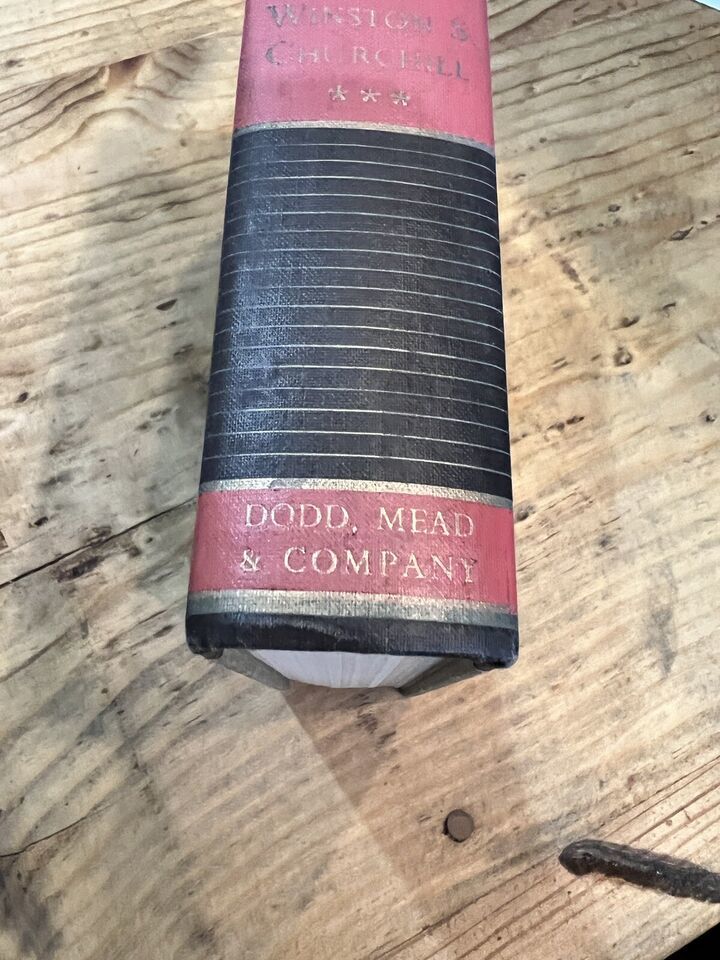 WINSTON S.
CHURCHILL
***
DODD, MEAD
& COMPANY